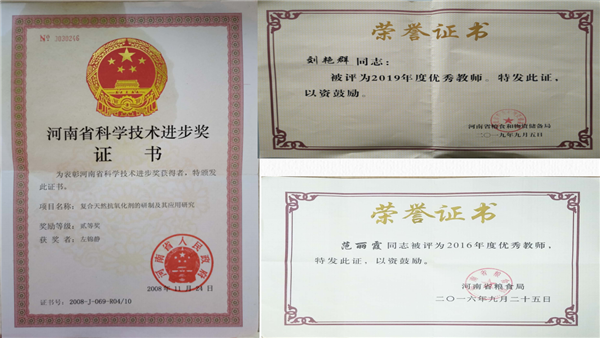 № 3030246
河南省科学技术进步奖
证书
为表彰河南省科学技术进步奖获得者，特颁发
此证书。
项目名称：复合天然抗氧化剂的研制及其应用研究
奖励等级：贰等奖
获奖者：左锦静
河南省人民政府
2008年11月24日
证书号：2008-J-069-R04/10
荣誉证书
刘艳群同志：
被评为2019年度优秀教师。特发此证，
以资鼓励。
河南省粮食和物资储备局
二〇一九年九月五日
荣誉证书
范丽霞同志被评为2016年度优秀教师，
特发此证，以资鼓励。
河南省粮食局
二〇一六年九月二十五日